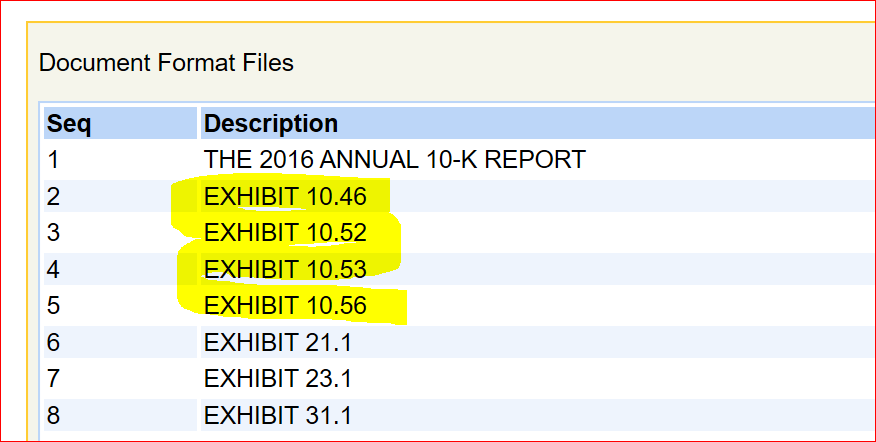 Document Format Files
Seq Description
1 THE 2016 ANNUAL 10-K REPORT
2 EXHIBIT 10.46
3 EXHIBIT 10.52
4 EXHIBIT 10.53
5 EXHIBIT 10.56
6 EXHIBIT 21.1
7 EXHIBIT 23.1
8 EXHIBIT 31.1